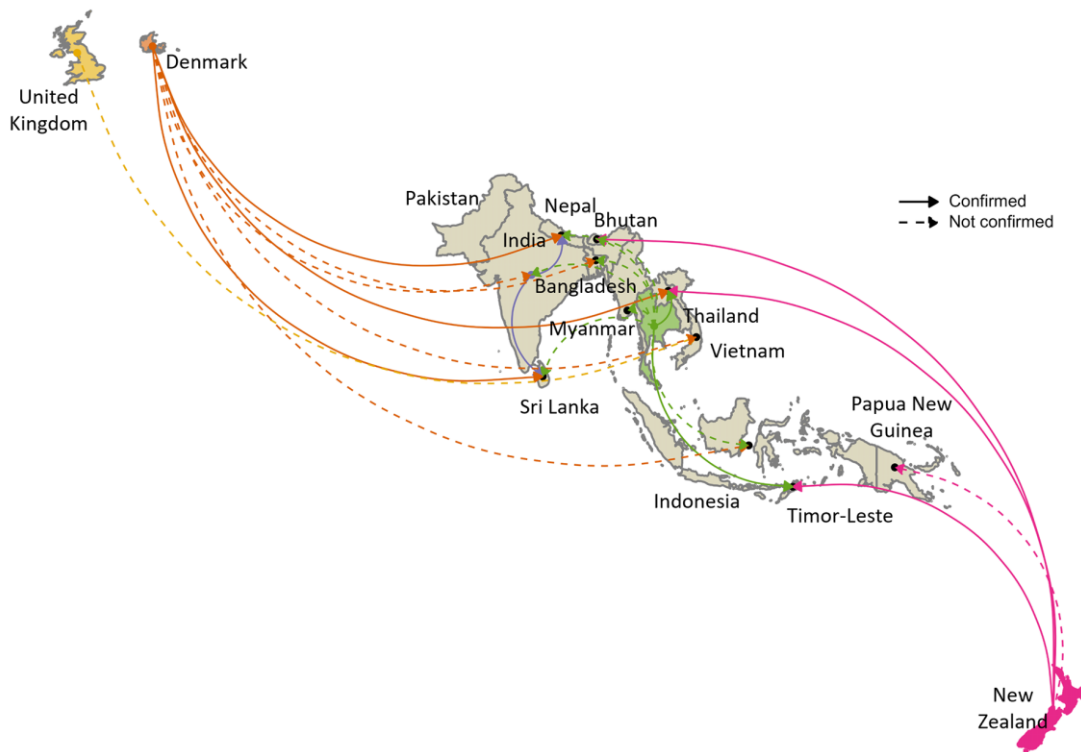 United
Kingdom
Denmark
Pakistan
Nepal
Bhutan
India
Confirmed
Not confirmed
Bangladesh
Thailand
Myanmar
Vietnam
Sri Lanka
Papua New
Guinea
Indonesia
Timor-Leste
New
Zealand